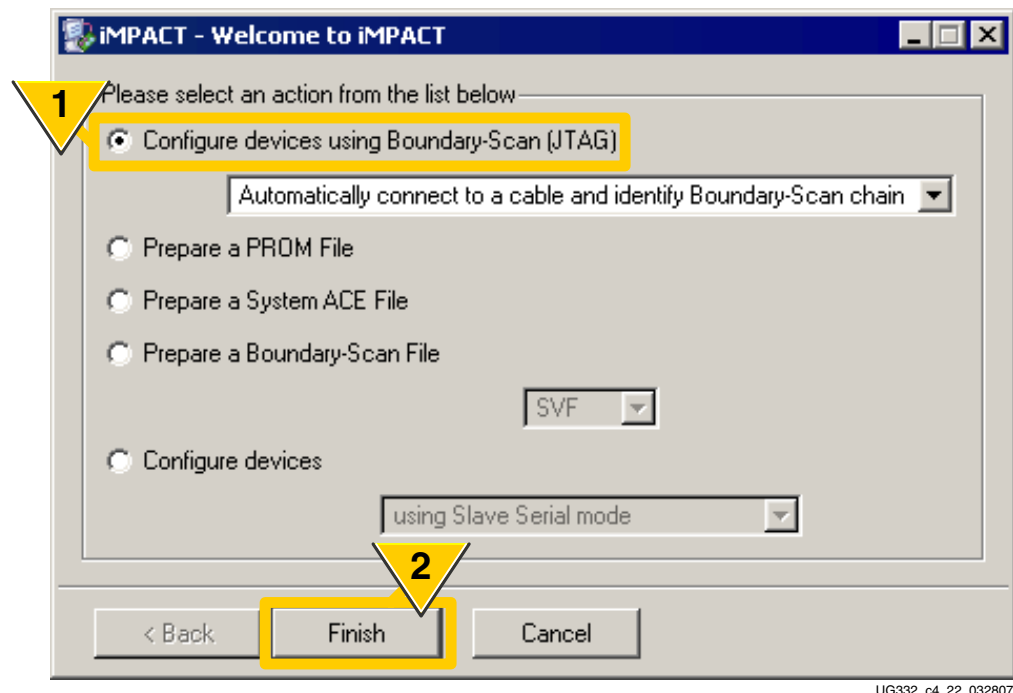 iMPACT - Welcome to iMPACT
1
Please select an action from the list below
Configure devices using Boundary-Scan (JTAG)
Automatically connect to a cable and identify Boundary-Scan chain
Prepare a PROM File
Prepare a System ACE File
Prepare a Boundary-Scan File
SVF
Configure devices
using Slave Serial mode
2
< Back Finish Cancel
UG332_c4_22_032807